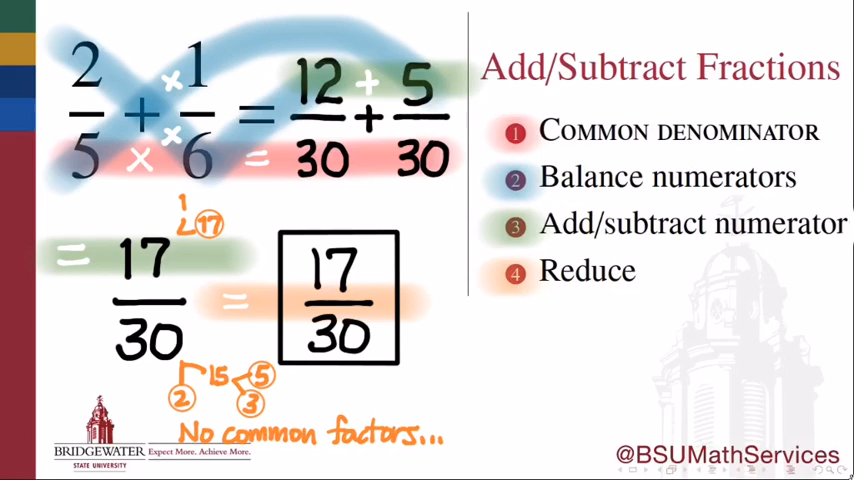 2/5 + 1/6 = 12/30 + 5/30
× × × = +
= 17/30 = 17/30
1 17
2 15 5 3
No common factors...
Add/Subtract Fractions
1 COMMON DENOMINATOR
2 Balance numerators
3 Add/subtract numerator
4 Reduce
BRIDGEWATER
STATE UNIVERSITY
Expect More. Achieve More.
@BSUMathServices